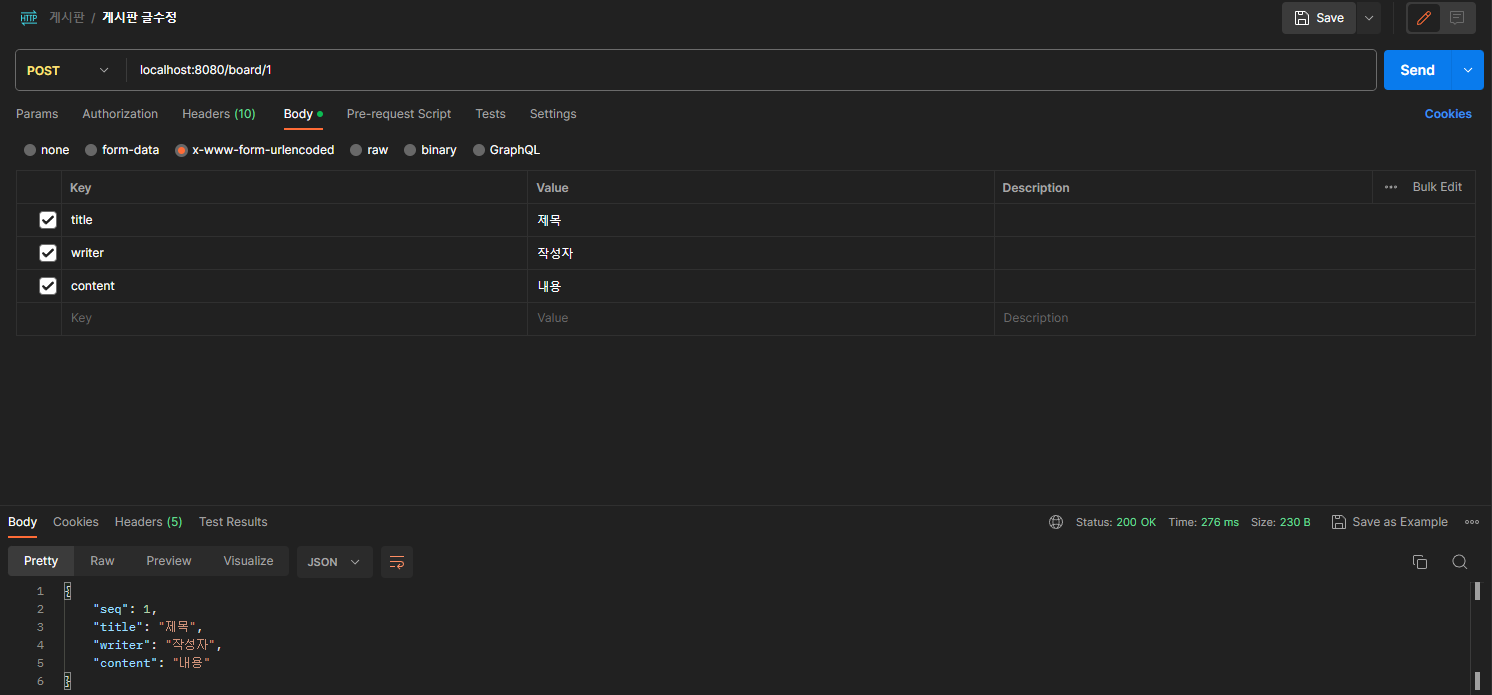 HTTP 게시판 / 게시판 글수정 Save
POST localhost:8080/board/1 Send
Params Authorization Headers (10) Body Pre-request Script Tests Settings Cookies
none form-data x-www-form-urlencoded raw binary GraphQL
Key Value Description ••• Bulk Edit
title 제목
writer 작성자
content 내용
Key Value Description
Body Cookies Headers (5) Test Results Status: 200 OK Time: 276 ms Size: 230 B Save as Example
Pretty Raw Preview Visualize JSON
1 {
2 "seq": 1,
3 "title": "제목",
4 "writer": "작성자",
5 "content": "내용"
6 }